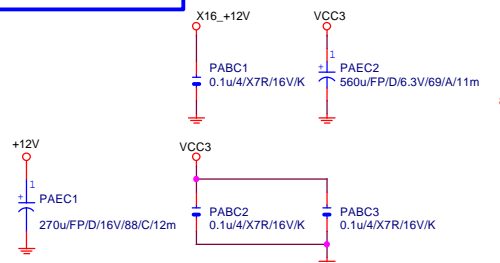 X16_+12V
VCC3
PABC1
0.1u/4/X7R/16V/K
1
+
PAEC2
560u/FP/D/6.3V/69/A/11m
+12V
VCC3
1
+
PAEC1
270u/FP/D/16V/88/C/12m
PABC2
0.1u/4/X7R/16V/K
PABC3
0.1u/4/X7R/16V/K